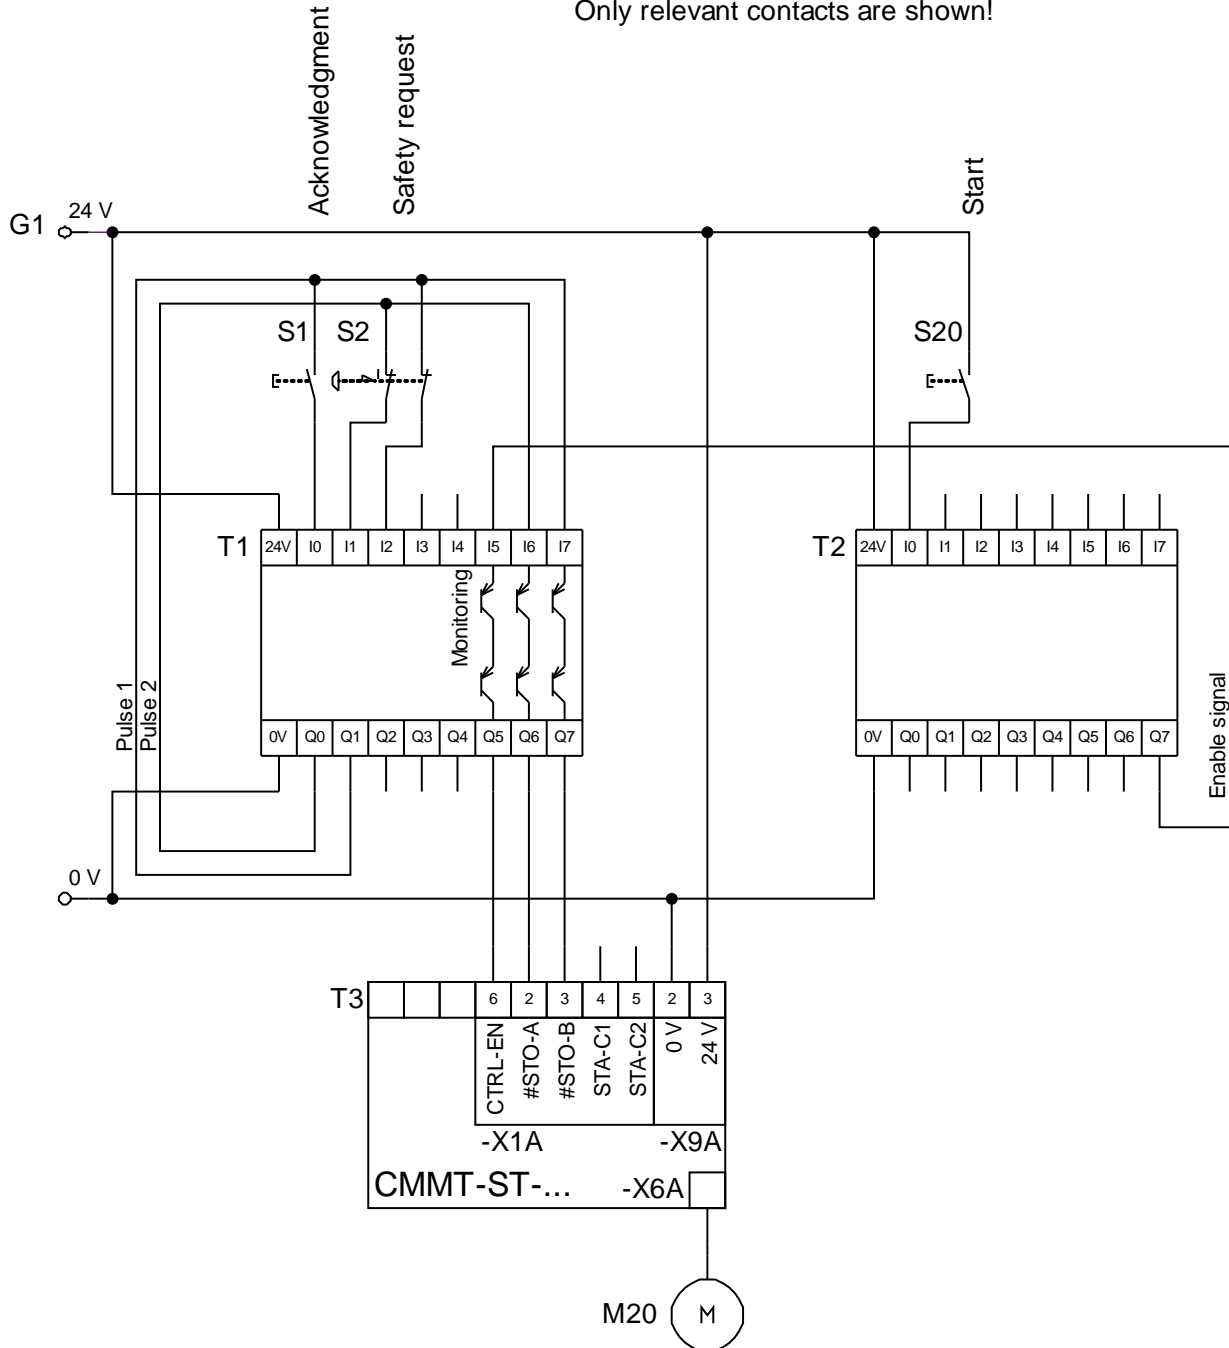 Only relevant contacts are shown!
Acknowledgment
Safety request
Start
G1
24 V
S1
S2
S20
T1
24V I0 I1 I2 I3 I4 I5 I6 I7
T2
24V I0 I1 I2 I3 I4 I5 I6 I7
Monitoring
Pulse 1
Pulse 2
Enable signal
0V Q0 Q1 Q2 Q3 Q4 Q5 Q6 Q7
0V Q0 Q1 Q2 Q3 Q4 Q5 Q6 Q7
0 V
T3
6 2 3 4 5 2 3
CTRL-EN
#STO-A
#STO-B
STA-C1
STA-C2
0 V
24 V
-X1A
-X9A
CMMT-ST-...
-X6A
M20
M